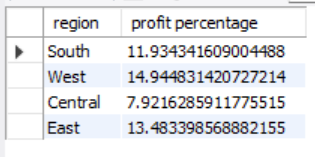 region profit percentage
South 11.934341609004488
West 14.944831420727214
Central 7.9216285911775515
East 13.483398568882155